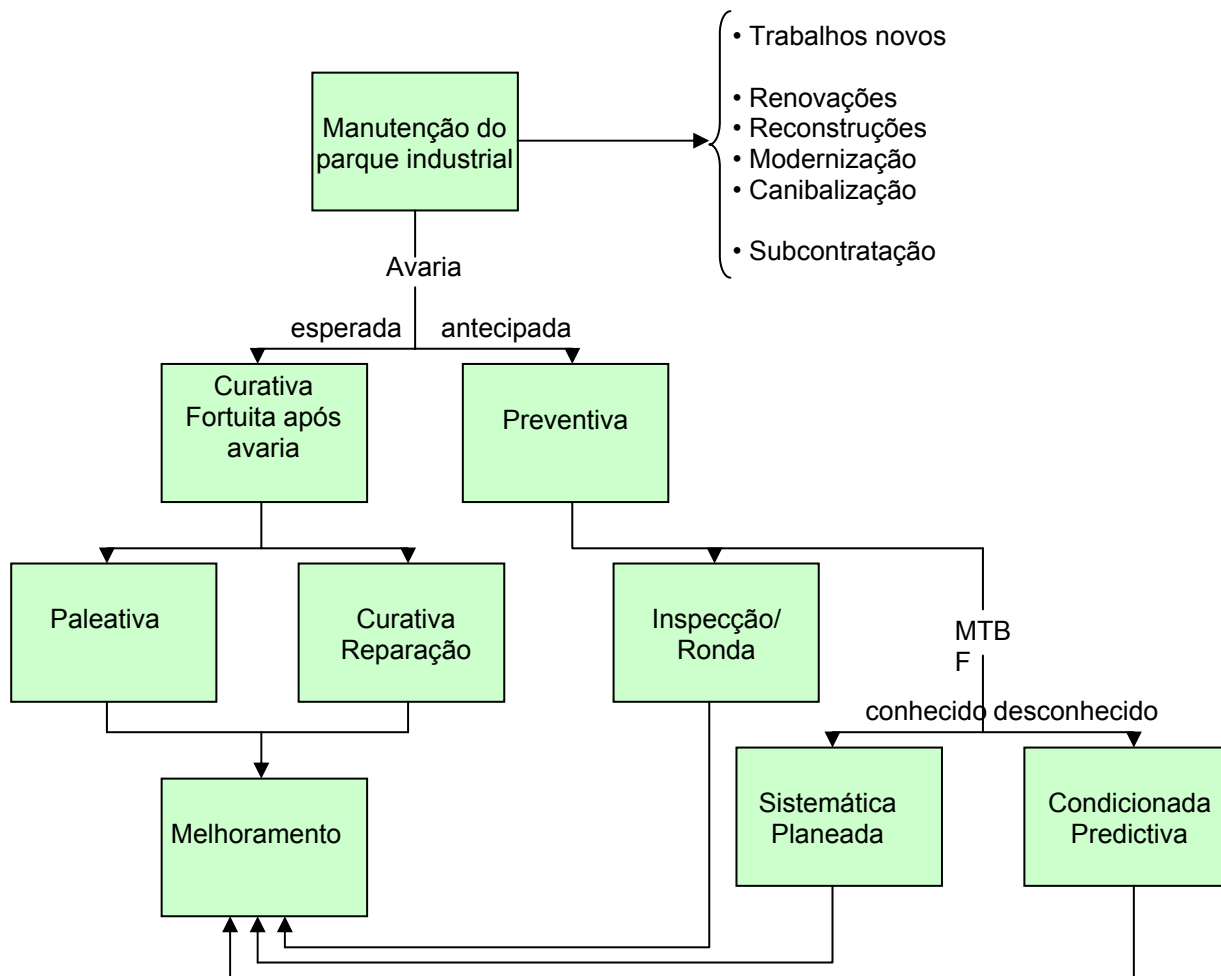 • Trabalhos novos
• Renovações
• Reconstruções
• Modernização
• Canibalização
• Subcontratação
Manutenção do
parque industrial
Avaria
esperada
antecipada
Curativa
Fortuita após
avaria
Preventiva
Paleativa
Curativa
Reparação
Inspecção/
Ronda
MTB
F
conhecido desconhecido
Melhoramento
Sistemática
Planeada
Condicionada
Predictiva